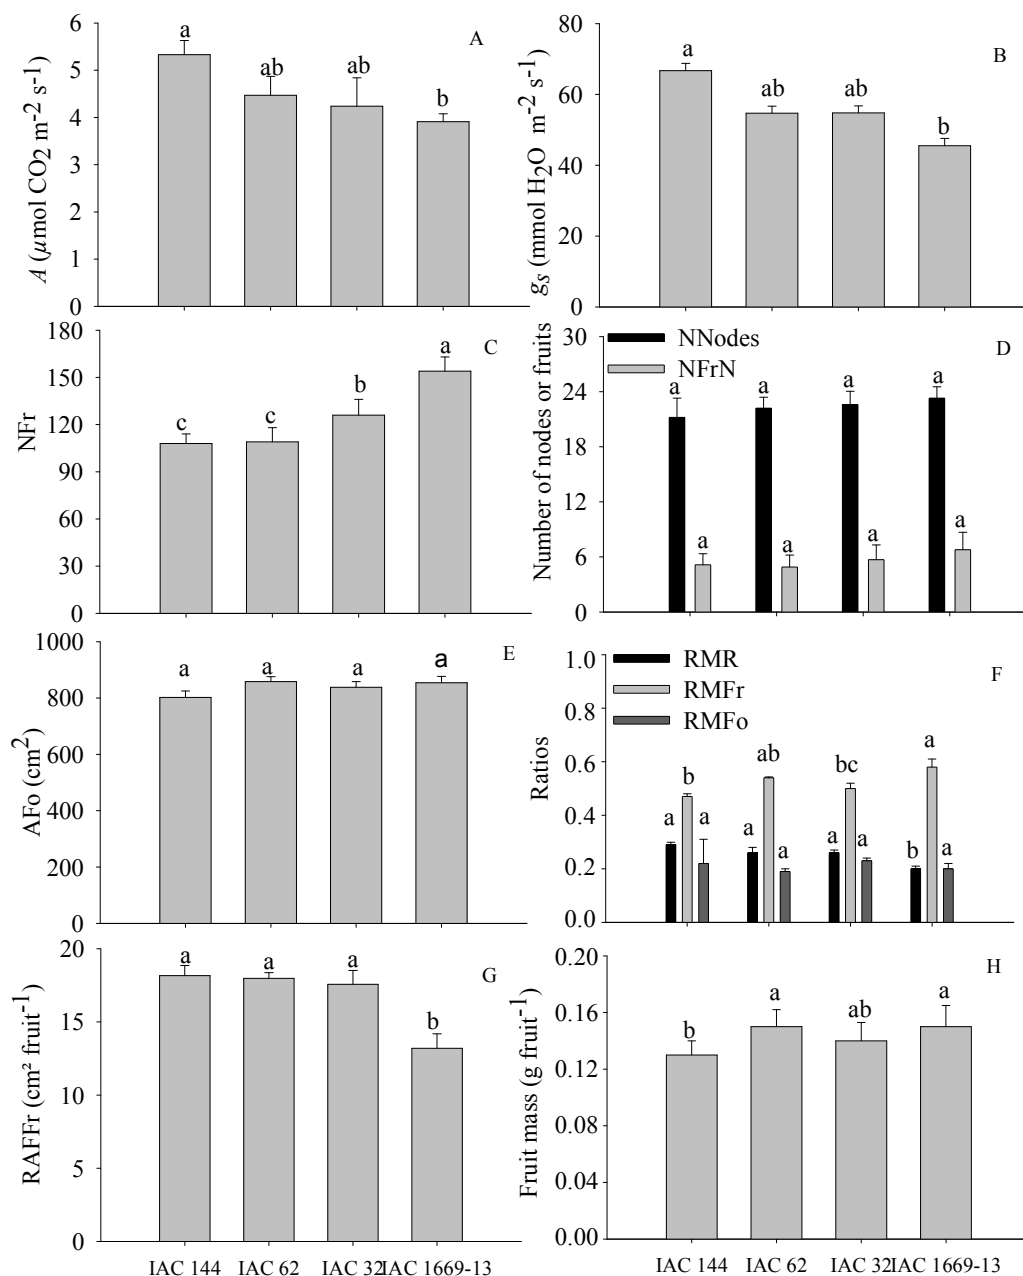 A
A (µmol CO2 m-2 s-1)
6
5
4
3
2
1
0
a
ab
ab
b
B
gs (mmol H2O m-2 s-1)
80
60
40
20
0
a
ab
ab
b
C
NFr
180
150
120
90
60
30
0
c
c
b
a
D
Number of nodes or fruits
30
24
18
12
6
0
NNodes
NFrN
a
a
a
a
a
a
a
a
E
AFo (cm2)
1000
800
600
400
200
0
a
a
a
a
F
Ratios
1.0
0.8
0.6
0.4
0.2
0.0
RMR
RMFr
RMFo
a
b
a
a
ab
a
a
bc
a
b
a
a
G
RAFFr (cm² fruit-1)
20
15
10
5
0
a
a
a
b
IAC 144 IAC 62 IAC 32 IAC 1669-13
H
Fruit mass (g fruit-1)
0.20
0.16
0.12
0.08
0.04
0.00
b
a
ab
a
IAC 144 IAC 62 IAC 32 IAC 1669-13